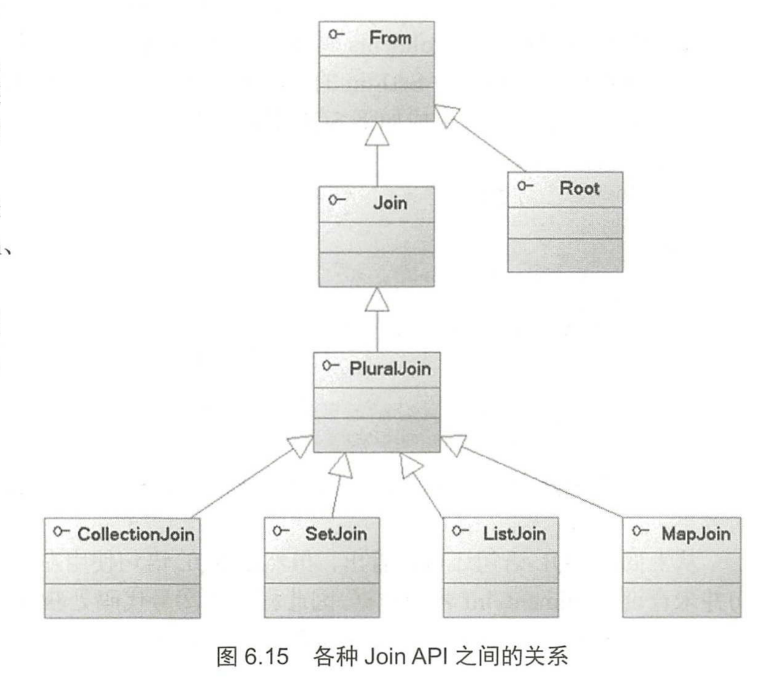 From
Join
Root
、
PluralJoin
CollectionJoin
SetJoin
ListJoin
MapJoin
图 6.15 各种 Join API 之间的关系